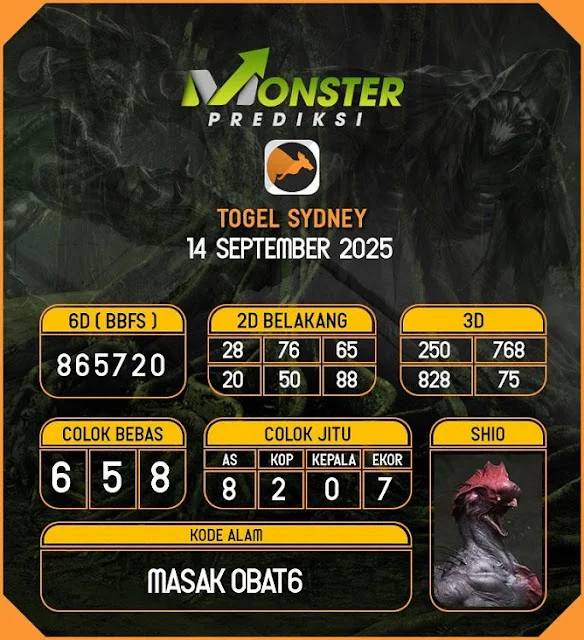 MONSTER
PREDIKSI
TOGEL SYDNEY
14 SEPTEMBER 2025
6D ( BBFS )
865720
2D BELAKANG
28 76 65
20 50 88
3D
250 768
828 75
COLOK BEBAS
6 5 8
COLOK JITU
AS KOP KEPALA EKOR
8 2 0 7
SHIO
KODE ALAM
MASAK OBAT6